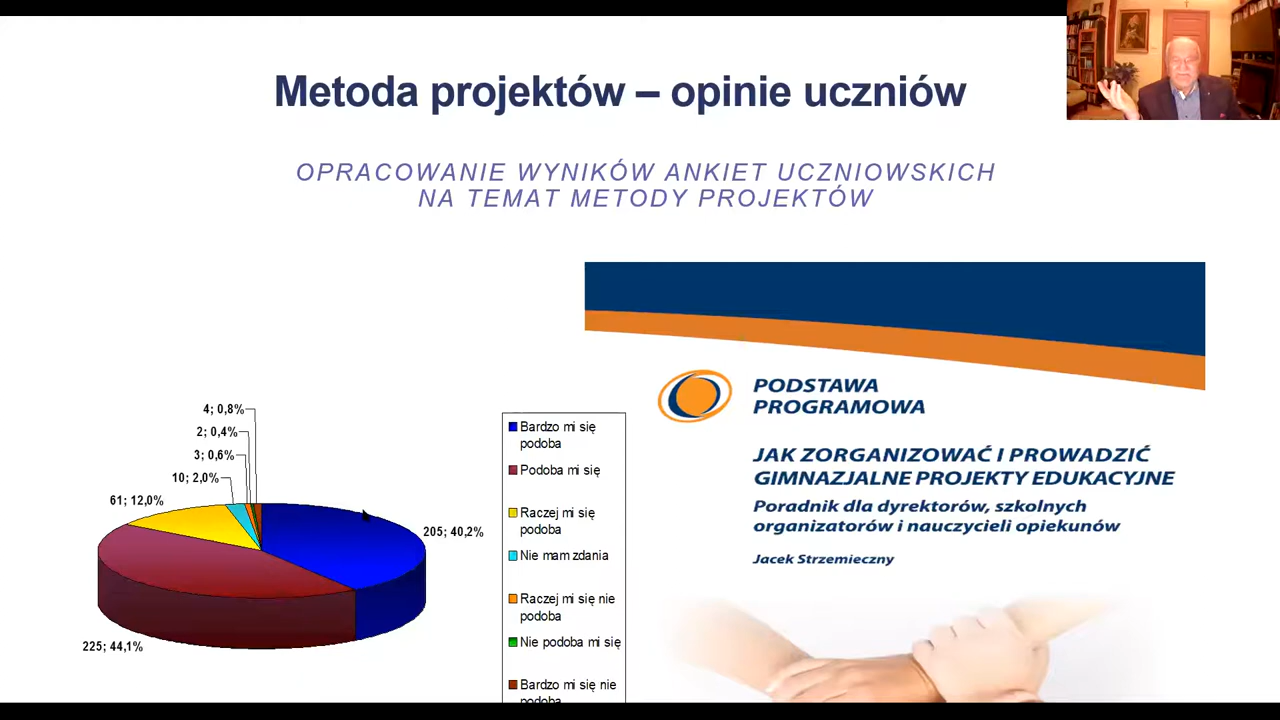 Metoda projektów – opinie uczniów
OPRACOWANIE WYNIKÓW ANKIET UCZNIOWSKICH
NA TEMAT METODY PROJEKTÓW
4; 0,8%
2; 0,4%
3; 0,6%
10; 2,0%
61; 12,0%
205; 40,2%
225; 44,1%
Bardzo mi się
podoba
Podoba mi się
Raczej mi się
podoba
Nie mam zdania
Raczej mi się nie
podoba
Nie podoba mi się
Bardzo mi się nie
podoba
PODSTAWA
PROGRAMOWA
JAK ZORGANIZOWAĆ I PROWADZIĆ
GIMNAZJALNE PROJEKTY EDUKACYJNE
Poradnik dla dyrektorów, szkolnych
organizatorów i nauczycieli opiekunów
Jacek Strzemieczny